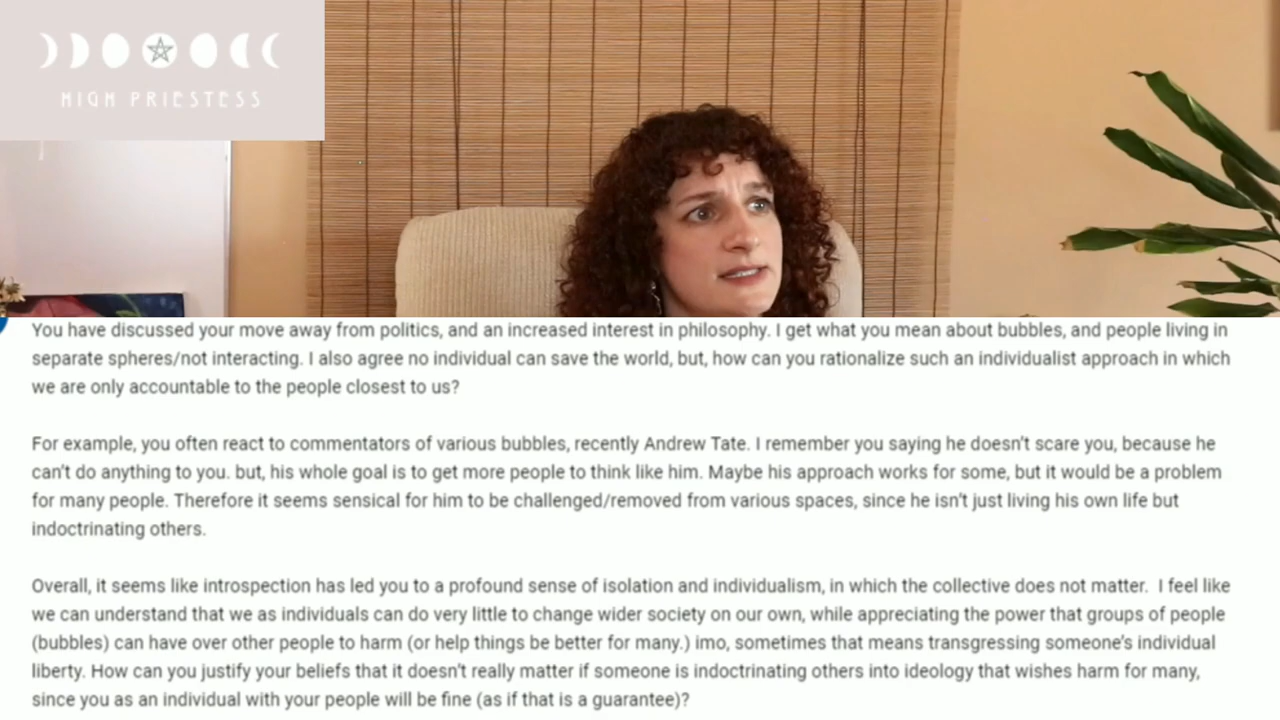 HIGH PRIESTESS
You have discussed your move away from politics, and an increased interest in philosophy. I get what you mean about bubbles, and people living in
separate spheres/not interacting. I also agree no individual can save the world, but, how can you rationalize such an individualist approach in which
we are only accountable to the people closest to us?
For example, you often react to commentators of various bubbles, recently Andrew Tate. I remember you saying he doesn't scare you, because he
can't do anything to you. but, his whole goal is to get more people to think like him. Maybe his approach works for some, but it would be a problem
for many people. Therefore it seems sensical for him to be challenged/removed from various spaces, since he isn't just living his own life but
indoctrinating others.
Overall, it seems like introspection has led you to a profound sense of isolation and individualism, in which the collective does not matter. I feel like
we can understand that we as individuals can do very little to change wider society on our own, while appreciating the power that groups of people
(bubbles) can have over other people to harm (or help things be better for many.) imo, sometimes that means transgressing someone's individual
liberty. How can you justify your beliefs that it doesn't really matter if someone is indoctrinating others into ideology that wishes harm for many,
since you as an individual with your people will be fine (as if that is a guarantee)?